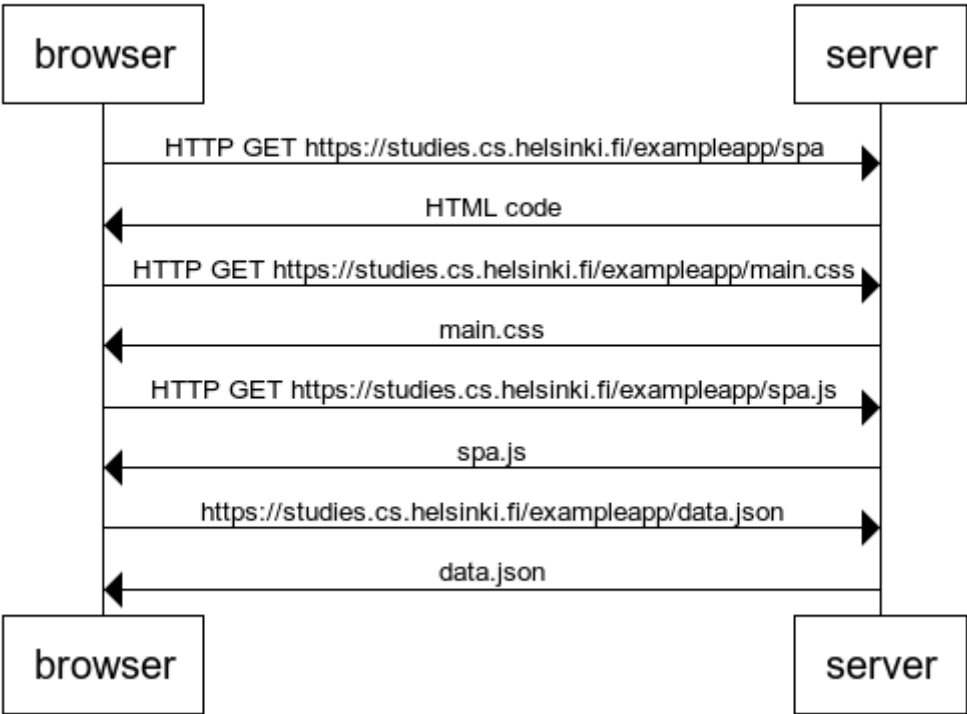 browser
server
HTTP GET https://studies.cs.helsinki.fi/exampleapp/spa
HTML code
HTTP GET https://studies.cs.helsinki.fi/exampleapp/main.css
main.css
HTTP GET https://studies.cs.helsinki.fi/exampleapp/spa.js
spa.js
https://studies.cs.helsinki.fi/exampleapp/data.json
data.json
browser
server